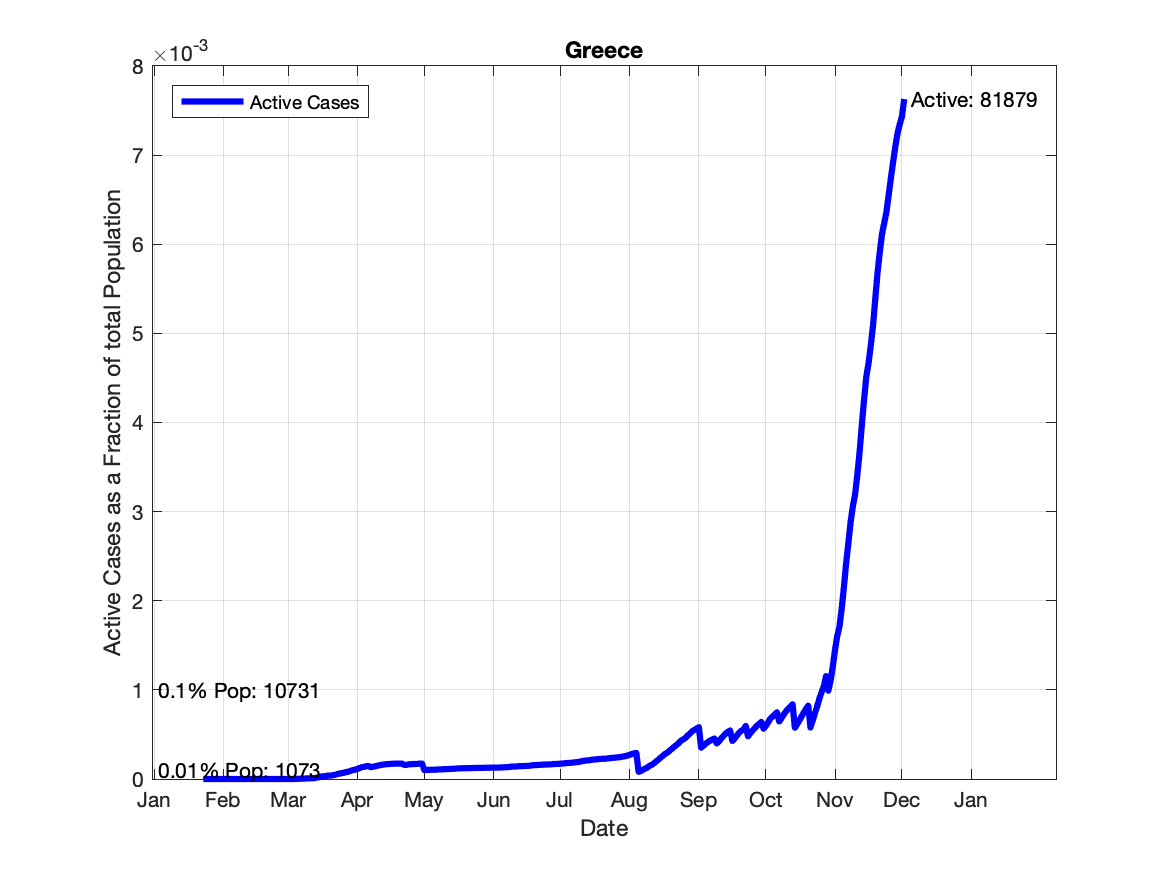 Greece
×10-3
8
Active Cases
Active: 81879
7
6
5
4
3
2
1
0.1% Pop: 10731
0.01% Pop: 1073
0
Jan Feb Mar Apr May Jun Jul Aug Sep Oct Nov Dec Jan
Date
Active Cases as a Fraction of total Population